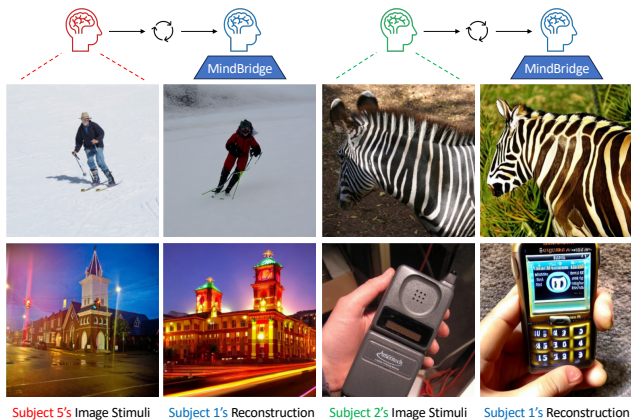 MindBridge
MindBridge
Subject 5's Image Stimuli
Subject 1's Reconstruction
Subject 2's Image Stimuli
Subject 1's Reconstruction